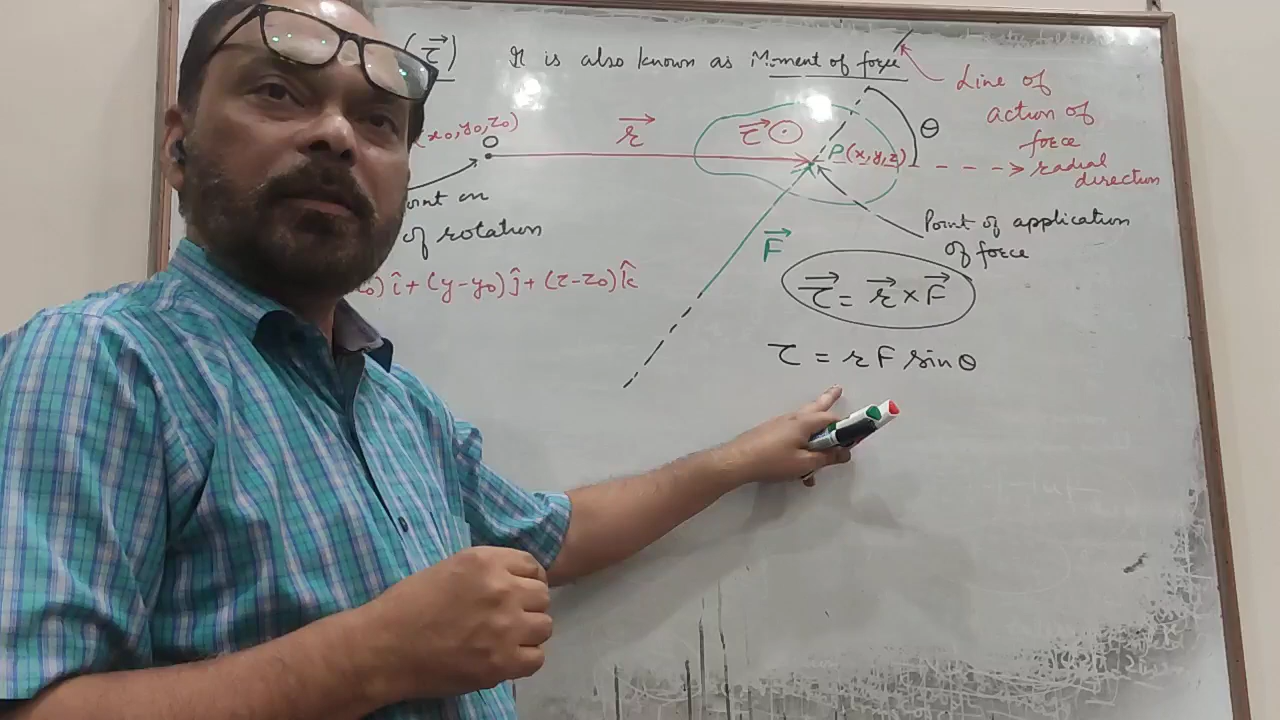 (τ⃗) It is also known as Moment of force
Line of
action of
force
θ
(x₀,y₀,z₀)
O
r⃗
τ⃗ ⊙
P(x,y,z)
radial
direction
on
of rotation
Point of application
of force
F⃗
î+(y-y₀)ĵ+(z-z₀)k̂
τ⃗ = r⃗ × F⃗
τ = r F sin θ